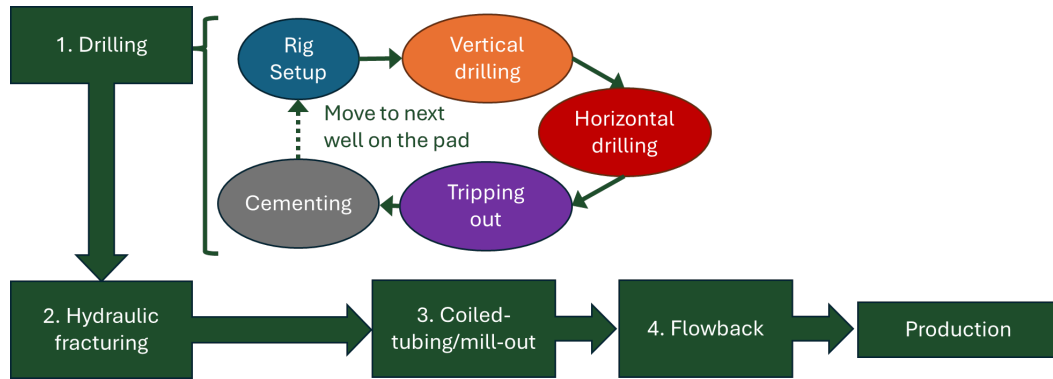 1. Drilling
Rig
Setup
Vertical
drilling
Horizontal
drilling
Move to next
well on the pad
Cementing
Tripping
out
2. Hydraulic
fracturing
3. Coiled-
tubing/mill-out
4. Flowback
Production